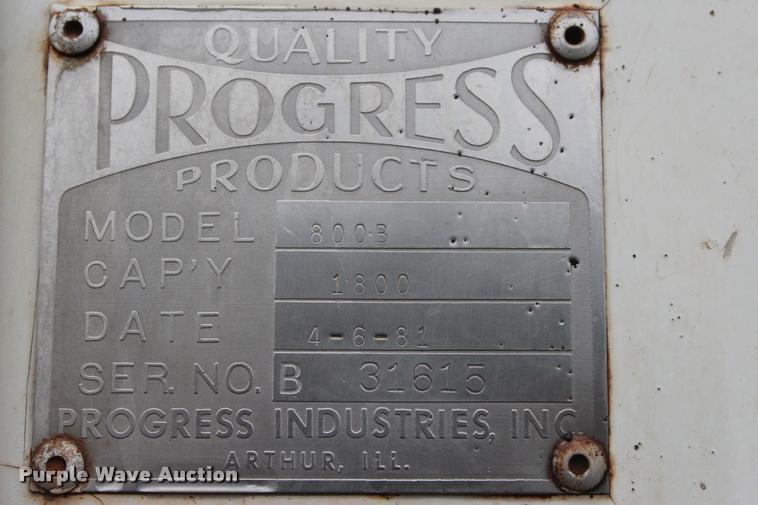 QUALITY
PROGRESS
PRODUCTS
MODEL 800-B
CAP'Y 1800
DATE 4-6-81
SER. NO. B 31615
PROGRESS INDUSTRIES, INC.
ARTHUR, ILL.
Purple Wave Auction